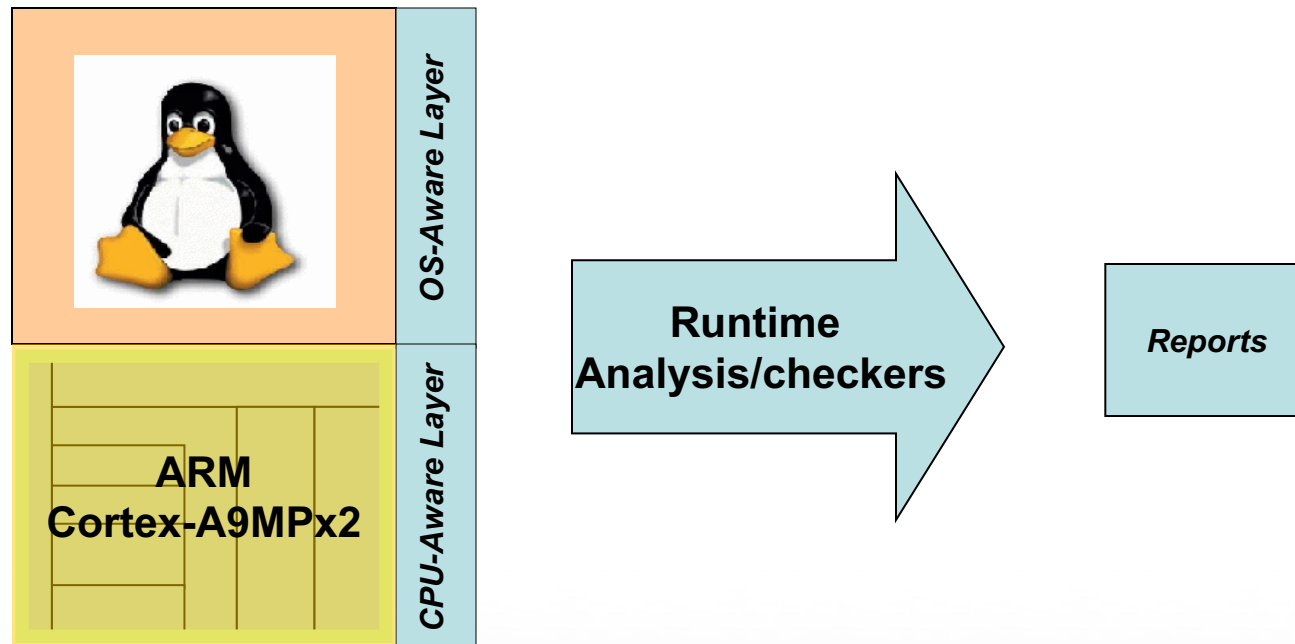 OS-Aware Layer
Runtime
Analysis/checkers
Reports
ARM
Cortex-A9MPx2
CPU-Aware Layer